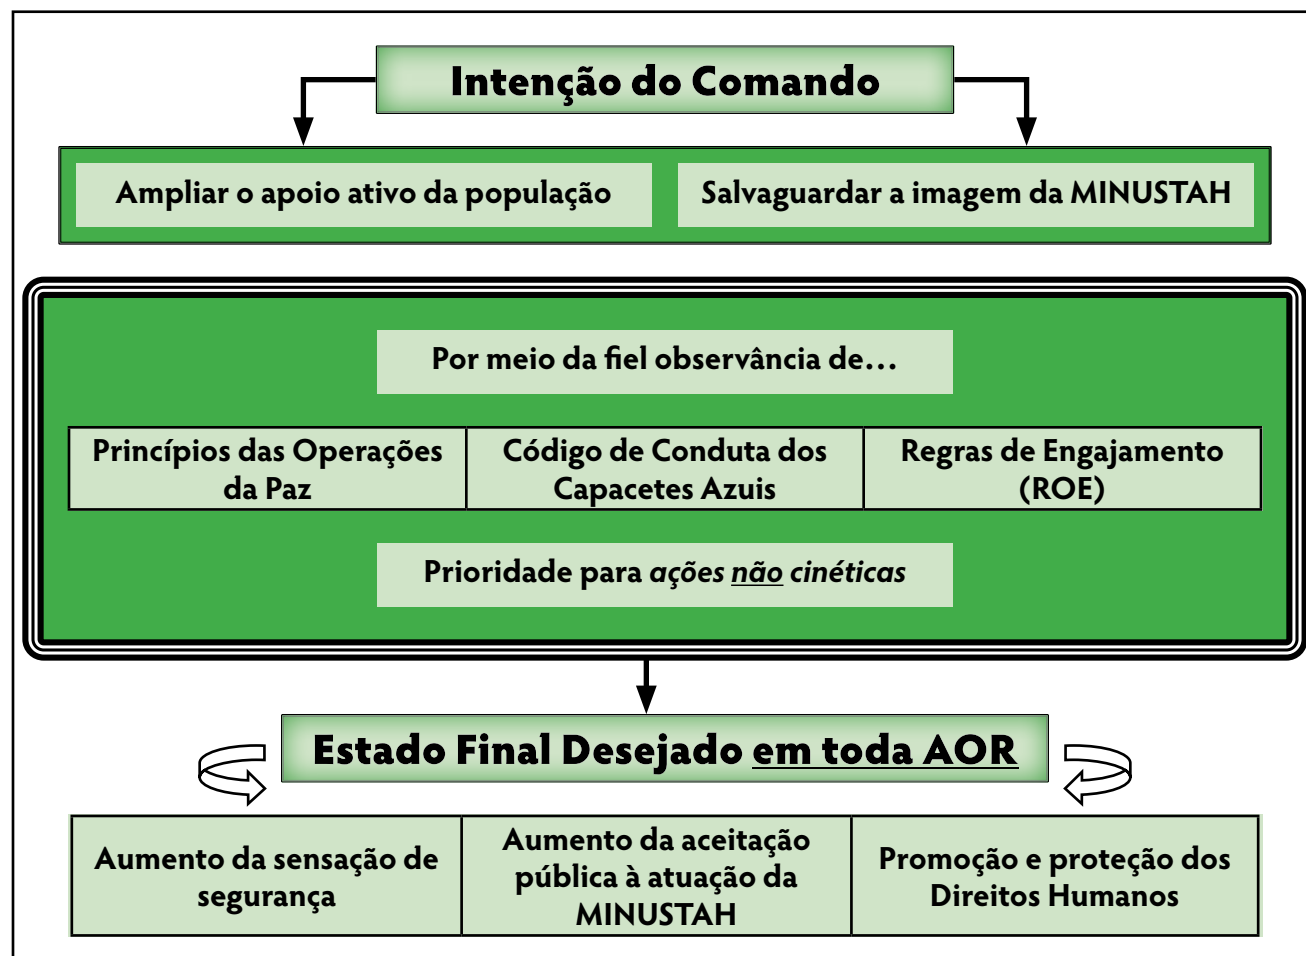 Intenção do Comando
Ampliar o apoio ativo da população
Salvaguardar a imagem da MINUSTAH
Por meio da fiel observância de…
Princípios das Operações
da Paz
Código de Conduta dos
Capacetes Azuis
Regras de Engajamento
(ROE)
Prioridade para ações não cinéticas
Estado Final Desejado em toda AOR
Aumento da sensação de
segurança
Aumento da aceitação
pública à atuação da
MINUSTAH
Promoção e proteção dos
Direitos Humanos